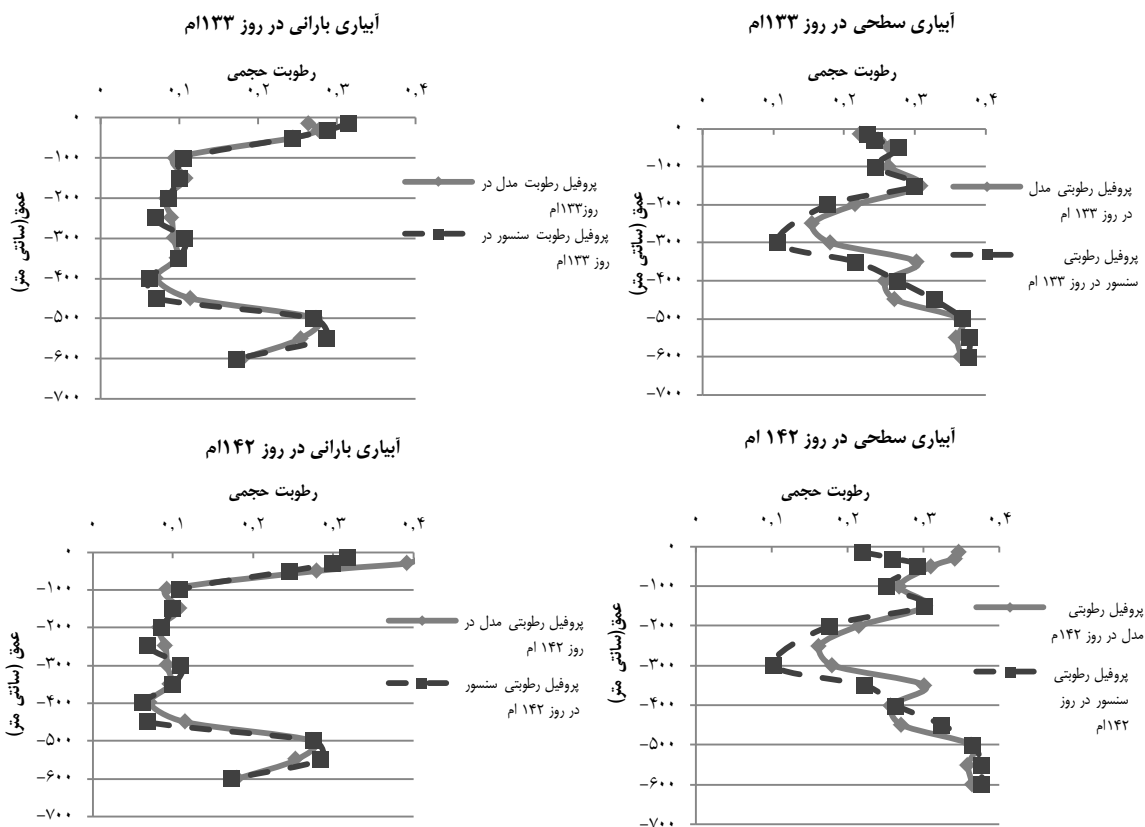 آبیاری سطحی در روز ۱۳۳ام
رطوبت حجمی
۰ ۰٫۱ ۰٫۲ ۰٫۳ ۰٫۴
۰
-۱۰۰
-۲۰۰
-۳۰۰
-۴۰۰
-۵۰۰
-۶۰۰
-۷۰۰
عمق(سانتی متر)
پروفیل رطوبتی مدل
در روز ۱۳۳ ام
پروفیل رطوبتی
سنسور در روز ۱۳۳ ام
آبیاری بارانی در روز ۱۳۳ام
رطوبت حجمی
۰ ۰٫۱ ۰٫۲ ۰٫۳ ۰٫۴
۰
-۱۰۰
-۲۰۰
-۳۰۰
-۴۰۰
-۵۰۰
-۶۰۰
-۷۰۰
عمق(سانتی متر)
پروفیل رطوبت مدل در
روز۱۳۳ام
پروفیل رطوبت سنسور در
روز ۱۳۳ام
آبیاری سطحی در روز ۱۴۲ ام
رطوبت حجمی
۰ ۰٫۱ ۰٫۲ ۰٫۳ ۰٫۴
۰
-۱۰۰
-۲۰۰
-۳۰۰
-۴۰۰
-۵۰۰
-۶۰۰
-۷۰۰
عمق(سانتی متر)
پروفیل رطوبتی
مدل در روز ۱۴۲م
پروفیل رطوبتی
سنسور در روز
۱۴۲ام
آبیاری بارانی در روز ۱۴۲ام
رطوبت حجمی
۰ ۰٫۱ ۰٫۲ ۰٫۳ ۰٫۴
۰
-۱۰۰
-۲۰۰
-۳۰۰
-۴۰۰
-۵۰۰
-۶۰۰
-۷۰۰
عمق (سانتی متر)
پروفیل رطوبتی مدل در
روز ۱۴۲ ام
پروفیل رطوبتی سنسور
در روز ۱۴۲ ام